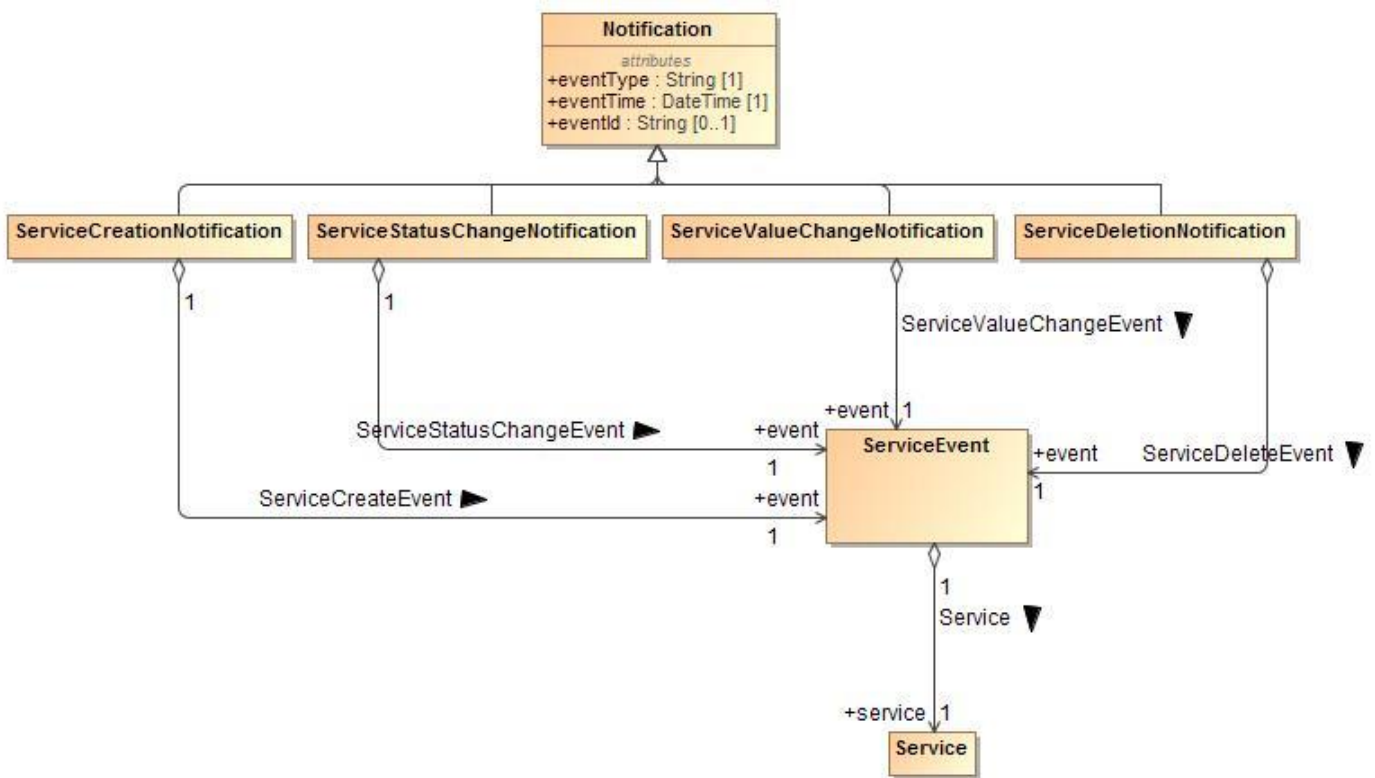 Notification
attributes
+eventType : String [1]
+eventTime : DateTime [1]
+eventId : String [0..1]
ServiceCreationNotification
ServiceStatusChangeNotification
ServiceValueChangeNotification
ServiceDeletionNotification
1
1
ServiceValueChangeEvent
+event 1
ServiceStatusChangeEvent
+event
1
ServiceEvent
+event
1
ServiceDeleteEvent
ServiceCreateEvent
+event
1
1
Service
+service 1
Service